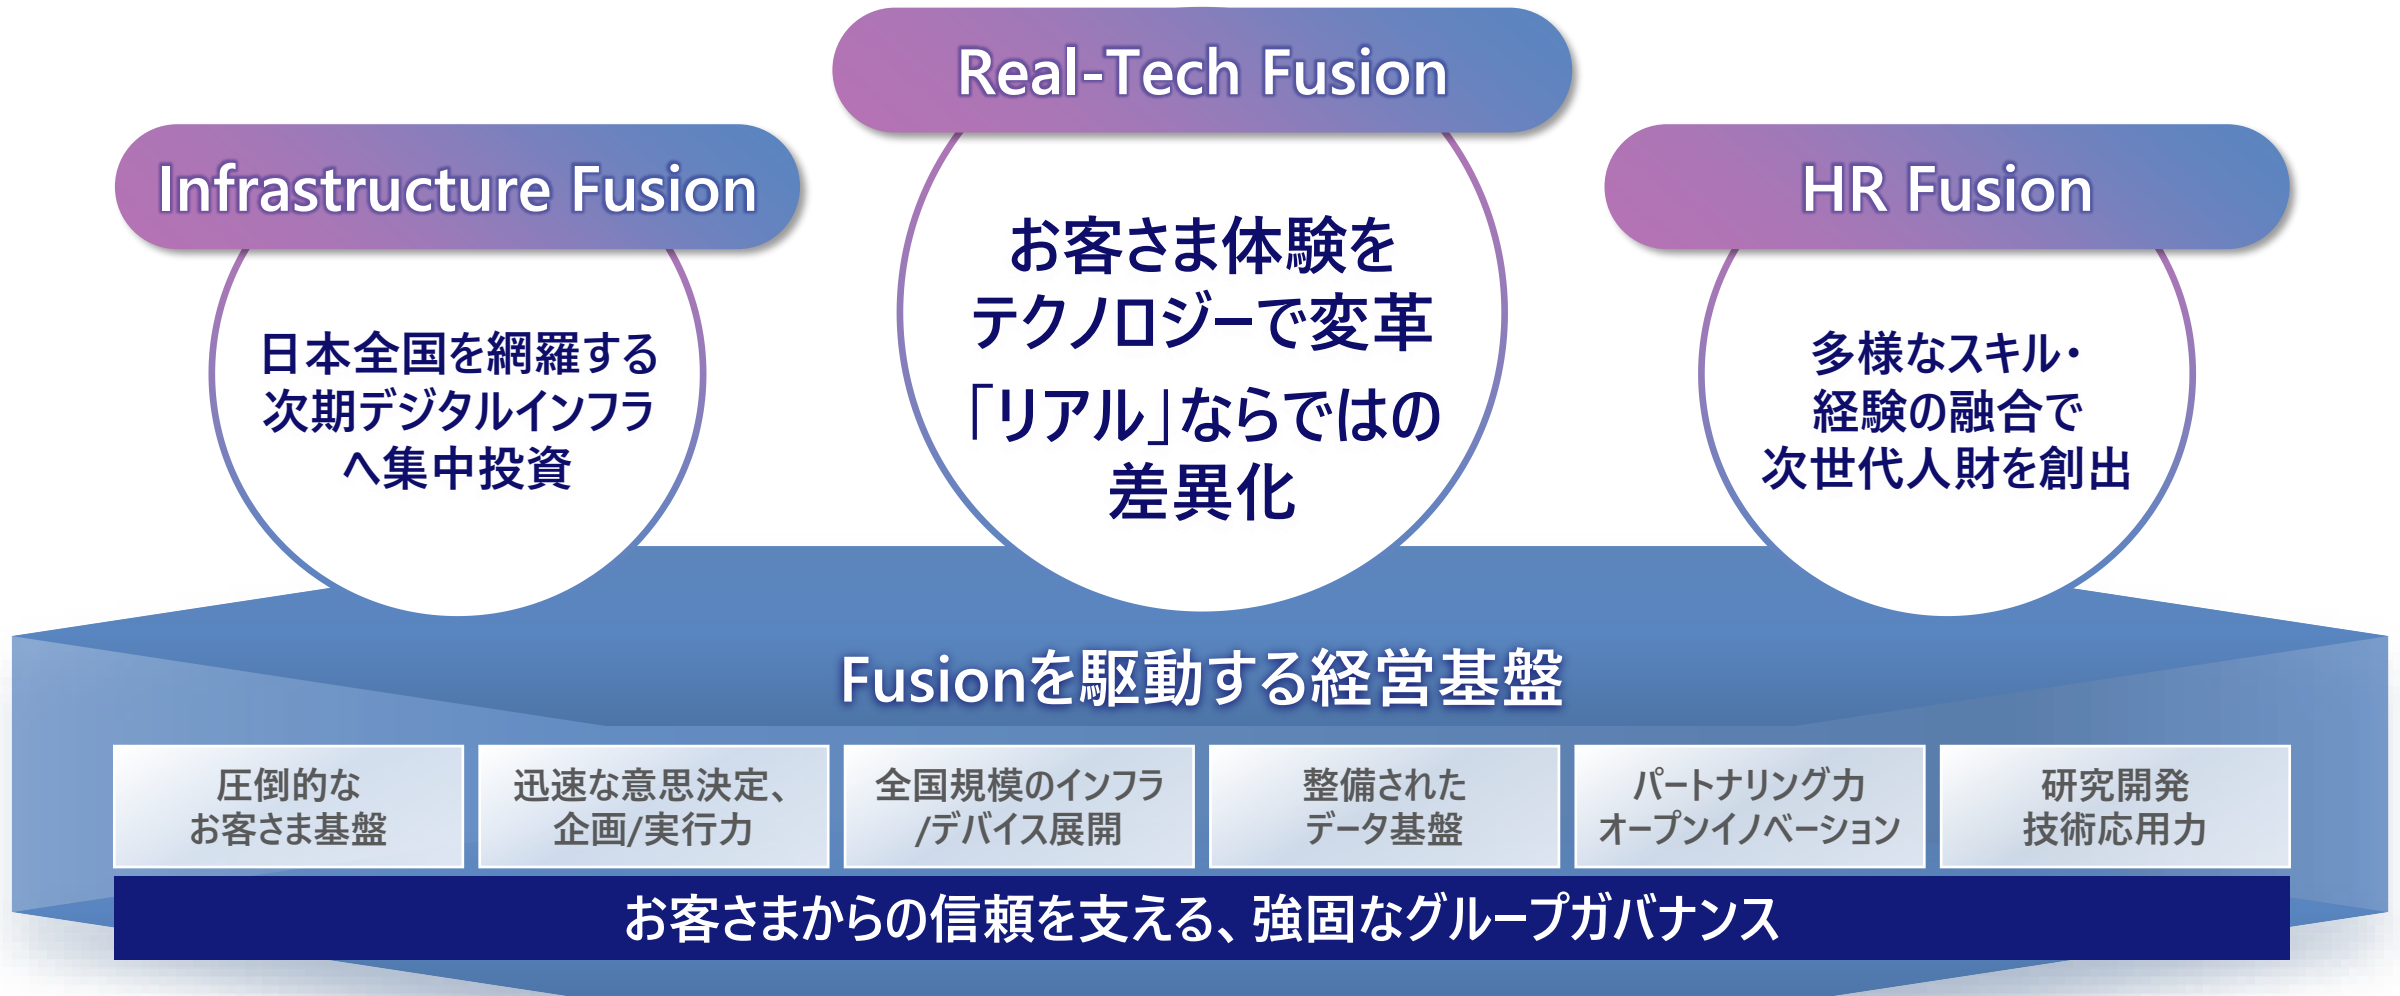 Real-Tech Fusion
Infrastructure Fusion
HR Fusion
お客さま体験を
テクノロジーで変革
「リアル」ならではの
差異化
日本全国を網羅する
次期デジタルインフラ
へ集中投資
多様なスキル・
経験の融合で
次世代人財を創出
Fusionを駆動する経営基盤
圧倒的な
お客さま基盤
迅速な意思決定、
企画/実行力
全国規模のインフラ
/デバイス展開
整備された
データ基盤
パートナリング力
オープンイノベーション
研究開発
技術応用力
お客さまからの信頼を支える、強固なグループガバナンス